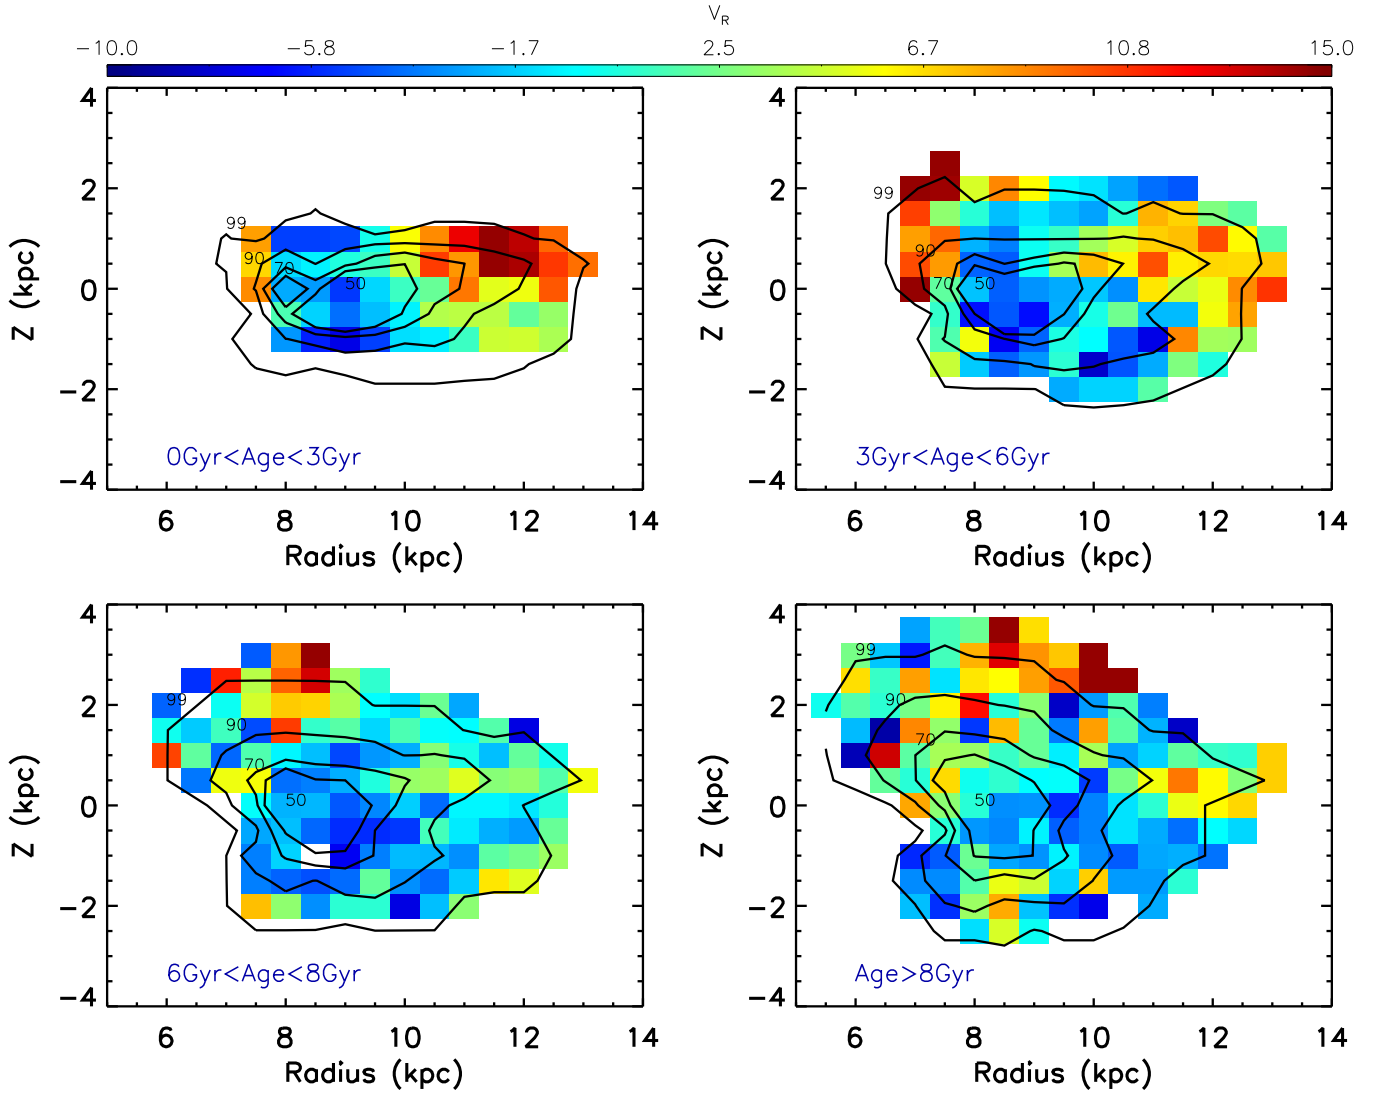 V_R
−10.0 −5.8 −1.7 2.5 6.7 10.8 15.0
4 2 0 −2 −4
Z (kpc)
99 90 70 50
0Gyr<Age<3Gyr
6 8 10 12 14
Radius (kpc)
4 2 0 −2 −4
Z (kpc)
99 90 70 50
3Gyr<Age<6Gyr
6 8 10 12 14
Radius (kpc)
4 2 0 −2 −4
Z (kpc)
99 90 70 50
6Gyr<Age<8Gyr
6 8 10 12 14
Radius (kpc)
4 2 0 −2 −4
Z (kpc)
99 90 70 50
Age>8Gyr
6 8 10 12 14
Radius (kpc)